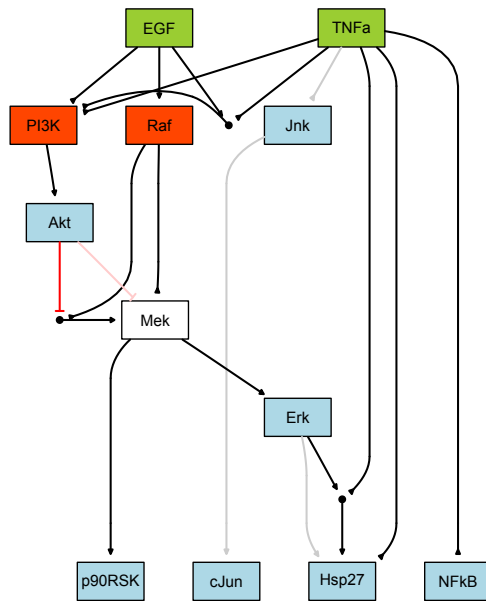 EGF
TNFa
PI3K
Raf
Jnk
Akt
Mek
Erk
p90RSK
cJun
Hsp27
NFkB